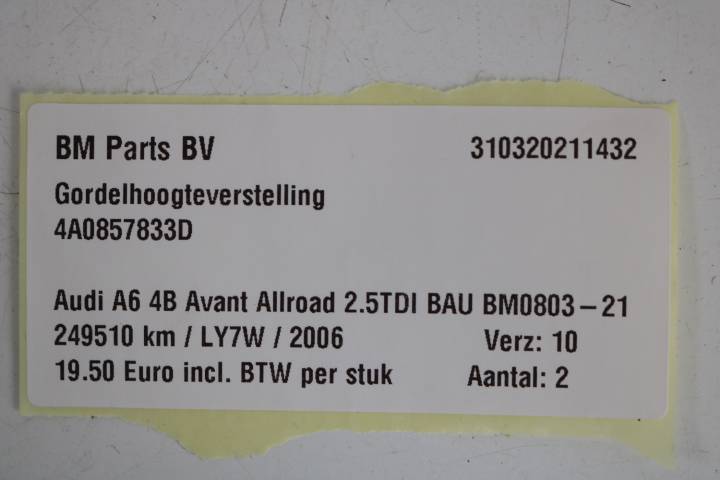 BM Parts BV 310320211432
Gordelhoogteverstelling
4A0857833D
Audi A6 4B Avant Allroad 2.5TDI BAU BM0803-21
249510 km / LY7W / 2006 Verz: 10
19.50 Euro incl. BTW per stuk Aantal: 2